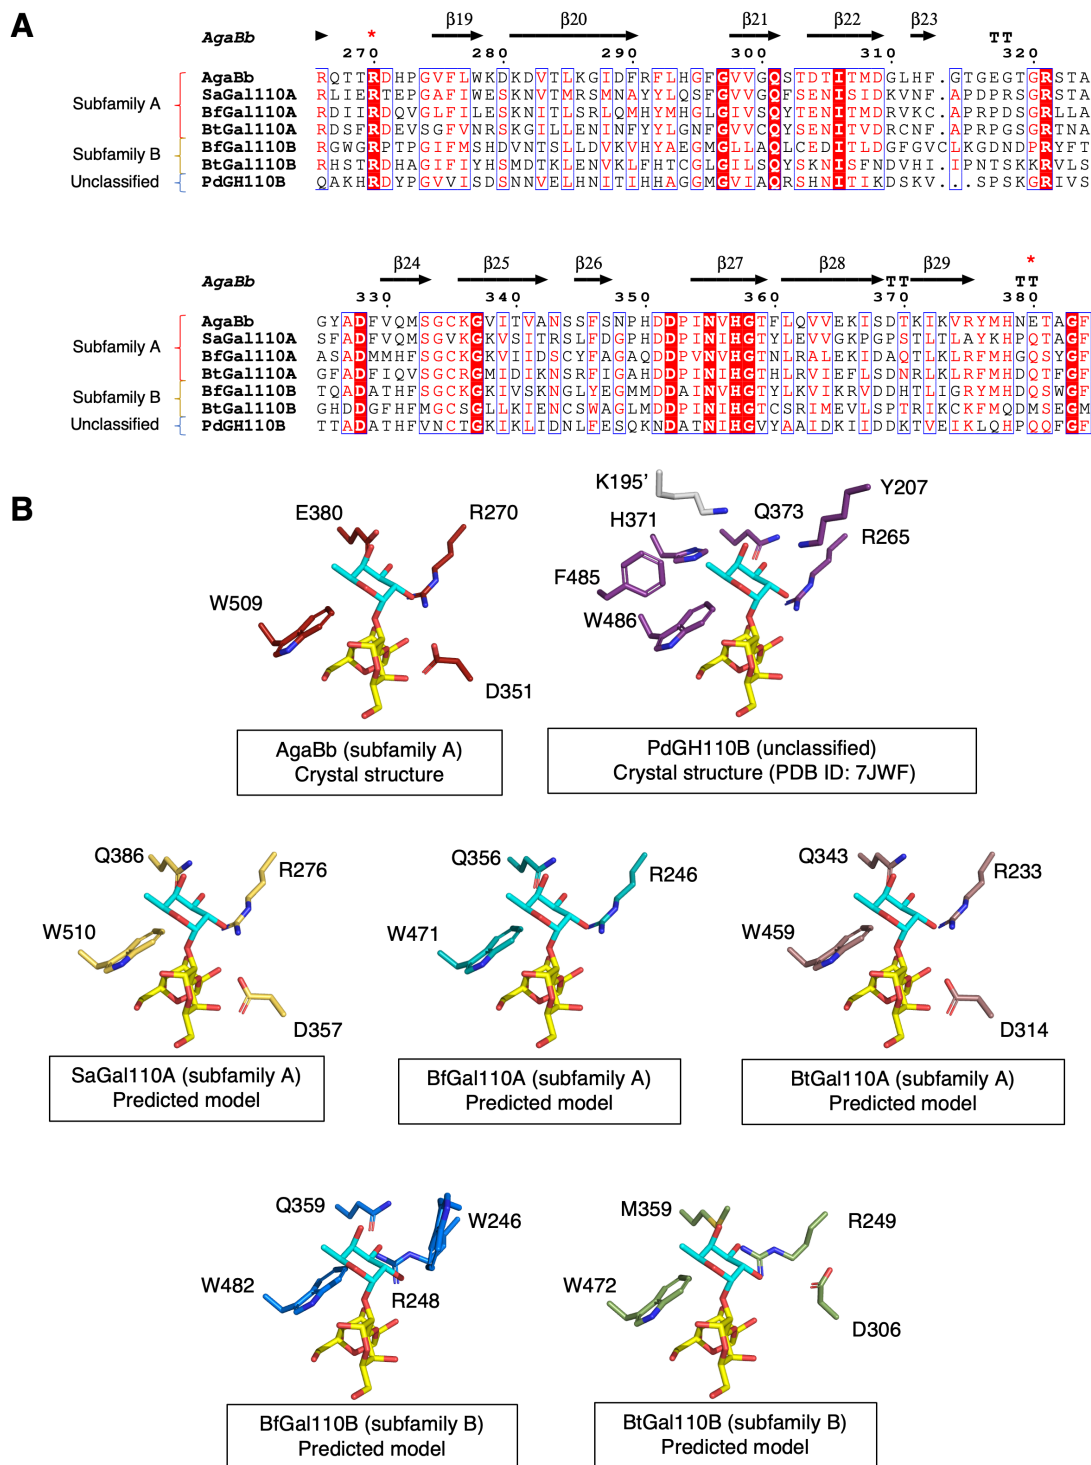 A
β19 β20 β21 β22 β23
AgaBb * TT
270 280 290 300 310 320
AgaBb RQTTRDHPGVFLWKDKDVTLKGIDFRFLHGFGVVGQSTDTITMDGLHF.GTGEGTGRSTA
SaGal110A RLIERTEPGAFIWESKNVTMRSMNAYYLQSFGVVGQFSENISIDKVNF.APDPRSGRSTA
BfGal110A RDIIRDQVGLFILESDNITLSRLQMHYMHGLGIVSQYTENITMDRVKC.APRPDSGRLLA
BtGal110A RDSFRDEVSGFVNRSKGILLENINFYYLGNFGVVCQYSENITVDRCNF.APRPGSGRTNA
BfGal110B RGWGRPTPGIFMSHDVNSLLEDVKVHYAEGMGLLAQLCEDITLDGFGVCLKGDNDPRYFT
BtGal110B RHSTRDHAGIFIYHSMDTKLENVKLFHTCGLGILSQYSKNISFNDVHI.IPNTSKKRVLS
PdGH110B QAKHRDYPGVVISDSNNVELHNITIHHAGGMGVIAQRSHNITIKDSKV..SPSKGRIVS
Subfamily A
Subfamily B
Unclassified
β24 β25 β26 β27 β28 β29 *
AgaBb TT TT
330 340 350 360 370 380
AgaBb GYADFVQMSGCKGVITVANSSFSNPHDDPINVHGTFLQVVEKISDTKIKVRYMHNETAGF
SaGal110A SFADMVHMSGVKGKVSITRSLFDGPHDDPINIHGTYLEVVGKPGPSTLTLAYKHPQTAGF
BfGal110A ASADMMHFSGCKGKVIITDSCYFAGAQDDPVNVHGTNLRALEKIDAQTLKLRFMHGQSYGF
BtGal110A GFADFIQVSGCRGMIDIKNSRFIGAHDDPINIHGTHLRVIEFLSDNRLKLRFMHDQTFGF
BfGal110B TQADATHFSGCKGKIVSKNGLYEGMMDDAINVHGTYLKVIKRVDDHTLIGRYMHDQSWGF
BtGal110B GHDDGFHFMGCSGLLKIENCSWAGLMDDPINIHGTCSRIMEVLSPTRIKCKFMQDMSEGM
PdGH110B TTADATHFVNCTGKIKLIDNLFESQKNDATNIHGVYAAIDKIIDDKTVEIKLQHPQQFGF
Subfamily A
Subfamily B
Unclassified
B
K195’
Y207
Q373
H371
R265
F485
W486
E380
R270
W509
D351
AgaBb (subfamily A)
Crystal structure
PdGH110B (unclassified)
Crystal structure (PDB ID: 7JWF)
Q386
R276
W510
D357
Q356
R246
W471
Q343
R233
W459
D314
SaGal110A (subfamily A)
Predicted model
BfGal110A (subfamily A)
Predicted model
BtGal110A (subfamily A)
Predicted model
Q359
W246
W482
R248
M359
R249
W472
D306
BfGal110B (subfamily B)
Predicted model
BtGal110B (subfamily B)
Predicted model